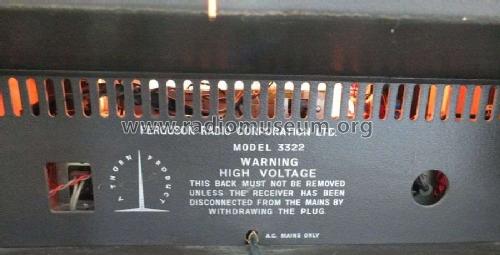 www.radiomuseum.org
FERGUSON RADIO CORPORATION LTD.
MODEL 3322
WARNING
HIGH VOLTAGE
THIS BACK MUST NOT BE REMOVED
UNLESS THE RECEIVER HAS BEEN
DISCONNECTED FROM THE MAINS BY
WITHDRAWING THE PLUG.
A THORN PRODUCT
A.C. MAINS ONLY